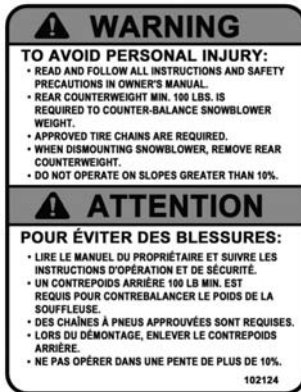 WARNING
TO AVOID PERSONAL INJURY:
• READ AND FOLLOW ALL INSTRUCTIONS AND SAFETY
PRECAUTIONS IN OWNER'S MANUAL.
• REAR COUNTERWEIGHT MIN. 100 LBS. IS
REQUIRED TO COUNTER-BALANCE SNOWBLOWER
WEIGHT.
• APPROVED TIRE CHAINS ARE REQUIRED.
• WHEN DISMOUNTING SNOWBLOWER, REMOVE REAR
COUNTERWEIGHT.
• DO NOT OPERATE ON SLOPES GREATER THAN 10%.
ATTENTION
POUR ÉVITER DES BLESSURES:
• LIRE LE MANUEL DU PROPRIÉTAIRE ET SUIVRE LES
INSTRUCTIONS D'OPÉRATION ET DE SÉCURITÉ.
• UN CONTREPOIDS ARRIÈRE 100 LB MIN. EST
REQUIS POUR CONTREBALANCER LE POIDS DE LA
SOUFFLEUSE.
• DES CHAÎNES À PNEUS APPROUVÉES SONT REQUISES.
• LORS DU DÉMONTAGE, ENLEVER LE CONTREPOIDS
ARRIÈRE.
• NE PAS OPÉRER DANS UNE PENTE DE PLUS DE 10%.
102124